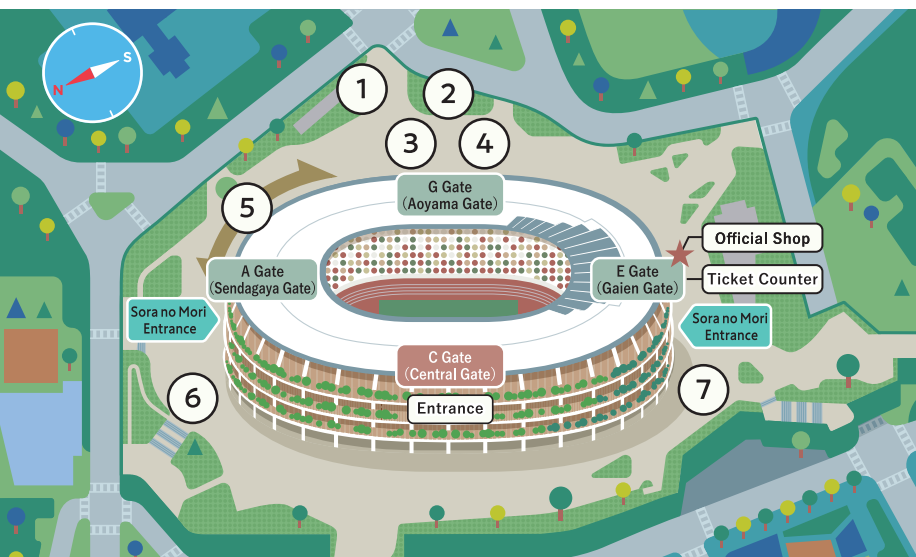 S
N
1
2
3
4
G Gate
(Aoyama Gate)
5
Official Shop
A Gate
(Sendagaya Gate)
E Gate
(Gaien Gate)
Ticket Counter
Sora no Mori
Entrance
Sora no Mori
Entrance
C Gate
(Central Gate)
Entrance
6
7